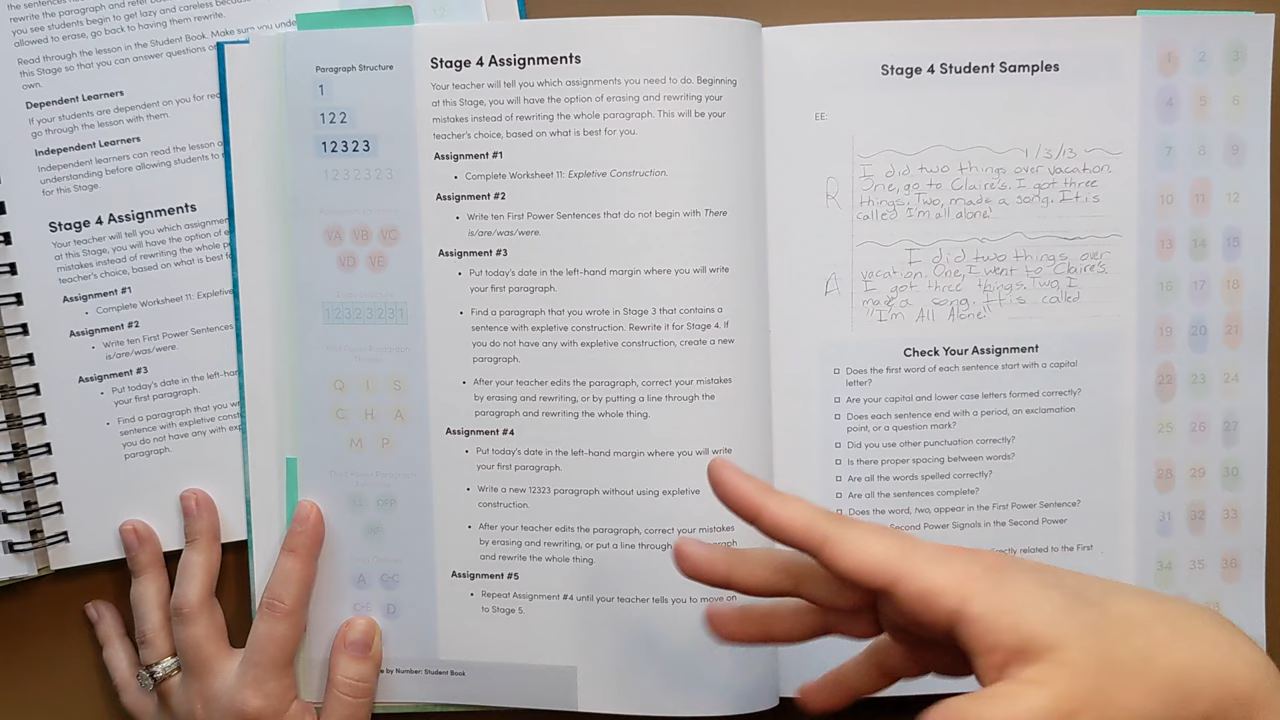 the sentences
rewrite the paragraph and refer
you see students begin to get lazy and careless
allowed to erase, go back to having them rewrite.
Read through the lesson in the Student Book. Make sure you
this Stage so that you can answer questions
own.
Dependent Learners
If your students are dependent on you for
go through the lesson with them.
Independent Learners
Independent learners can read the lesson
understanding before allowing students to
for this Stage.
Stage 4 Assignments
Your teacher will tell you which
at this Stage, you will have the option of
mistakes instead of rewriting the whole
teacher's choice, based on what is best
Assignment #1
• Complete Worksheet 11:
Assignment #2
• Write ten First Power Sentences
is/are/was/were.
Assignment #3
• Put today's date in the
your first paragraph.
• Find a paragraph that you
sentence with expletive
you do not have any with
paragraph.
Paragraph Structure
1
122
12323
1232323
VA VB VC
VD VE
1232323231
Q I S
C H A
M P
A C-C
C-E D
by Number: Student Book
Stage 4 Assignments
Your teacher will tell you which assignments you need to do. Beginning
at this Stage, you will have the option of erasing and rewriting your
mistakes instead of rewriting the whole paragraph. This will be your
teacher's choice, based on what is best for you.
Assignment #1
• Complete Worksheet 11: Expletive Construction.
Assignment #2
• Write ten First Power Sentences that do not begin with There
is/are/was/were.
Assignment #3
• Put today's date in the left-hand margin where you will write
your first paragraph.
• Find a paragraph that you wrote in Stage 3 that contains a
sentence with expletive construction. Rewrite it for Stage 4. If
you do not have any with expletive construction, create a new
paragraph.
• After your teacher edits the paragraph, correct your mistakes
by erasing and rewriting, or by putting a line through the
paragraph and rewriting the whole thing.
Assignment #4
• Put today's date in the left-hand margin where you will write
your first paragraph.
• Write a new 12323 paragraph without using expletive
construction.
• After your teacher edits the paragraph, correct your mistakes
by erasing and rewriting, or put a line through paragraph
and rewrite the whole thing.
Assignment #5
• Repeat Assignment #4 until your teacher tells you to move on
to Stage 5.
Stage 4 Student Samples
EE:
1/3/13
R
I did two things over vacation.
One, go to Claire's. I got three
things. Two, made a song. It is
called I'm all alone!
A
I did two things over
vacation. One, I went to Claire's.
I got three things. Two, I
made a song. It is called
"I'm All Alone!"
Check Your Assignment
Does the first word of each sentence start with a capital
letter?
Are your capital and lower case letters formed correctly?
Does each sentence end with a period, an exclamation
point, or a question mark?
Did you use other punctuation correctly?
Is there proper spacing between words?
Are all the words spelled correctly?
Are all the sentences complete?
Does the word, two, appear in the First Power Sentence?
Second Power Signals in the Second Power
directly related to the First
1 2 3
4 5 6
7 8 9
10 11 12
13 14 15
16 17 18
19 20 21
22 23 24
25 26 27
28 29 30
31 32 33
34 35 36